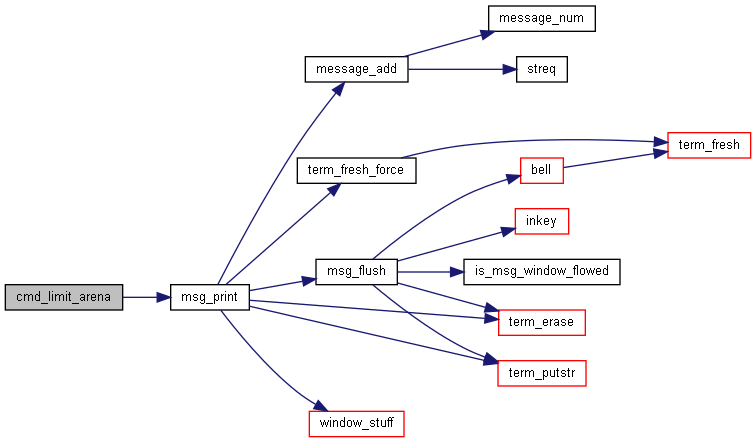 message_num
message_add
streq
term_fresh
term_fresh_force
bell
inkey
msg_flush
is_msg_window_flowed
cmd_limit_arena
msg_print
term_erase
term_putstr
window_stuff